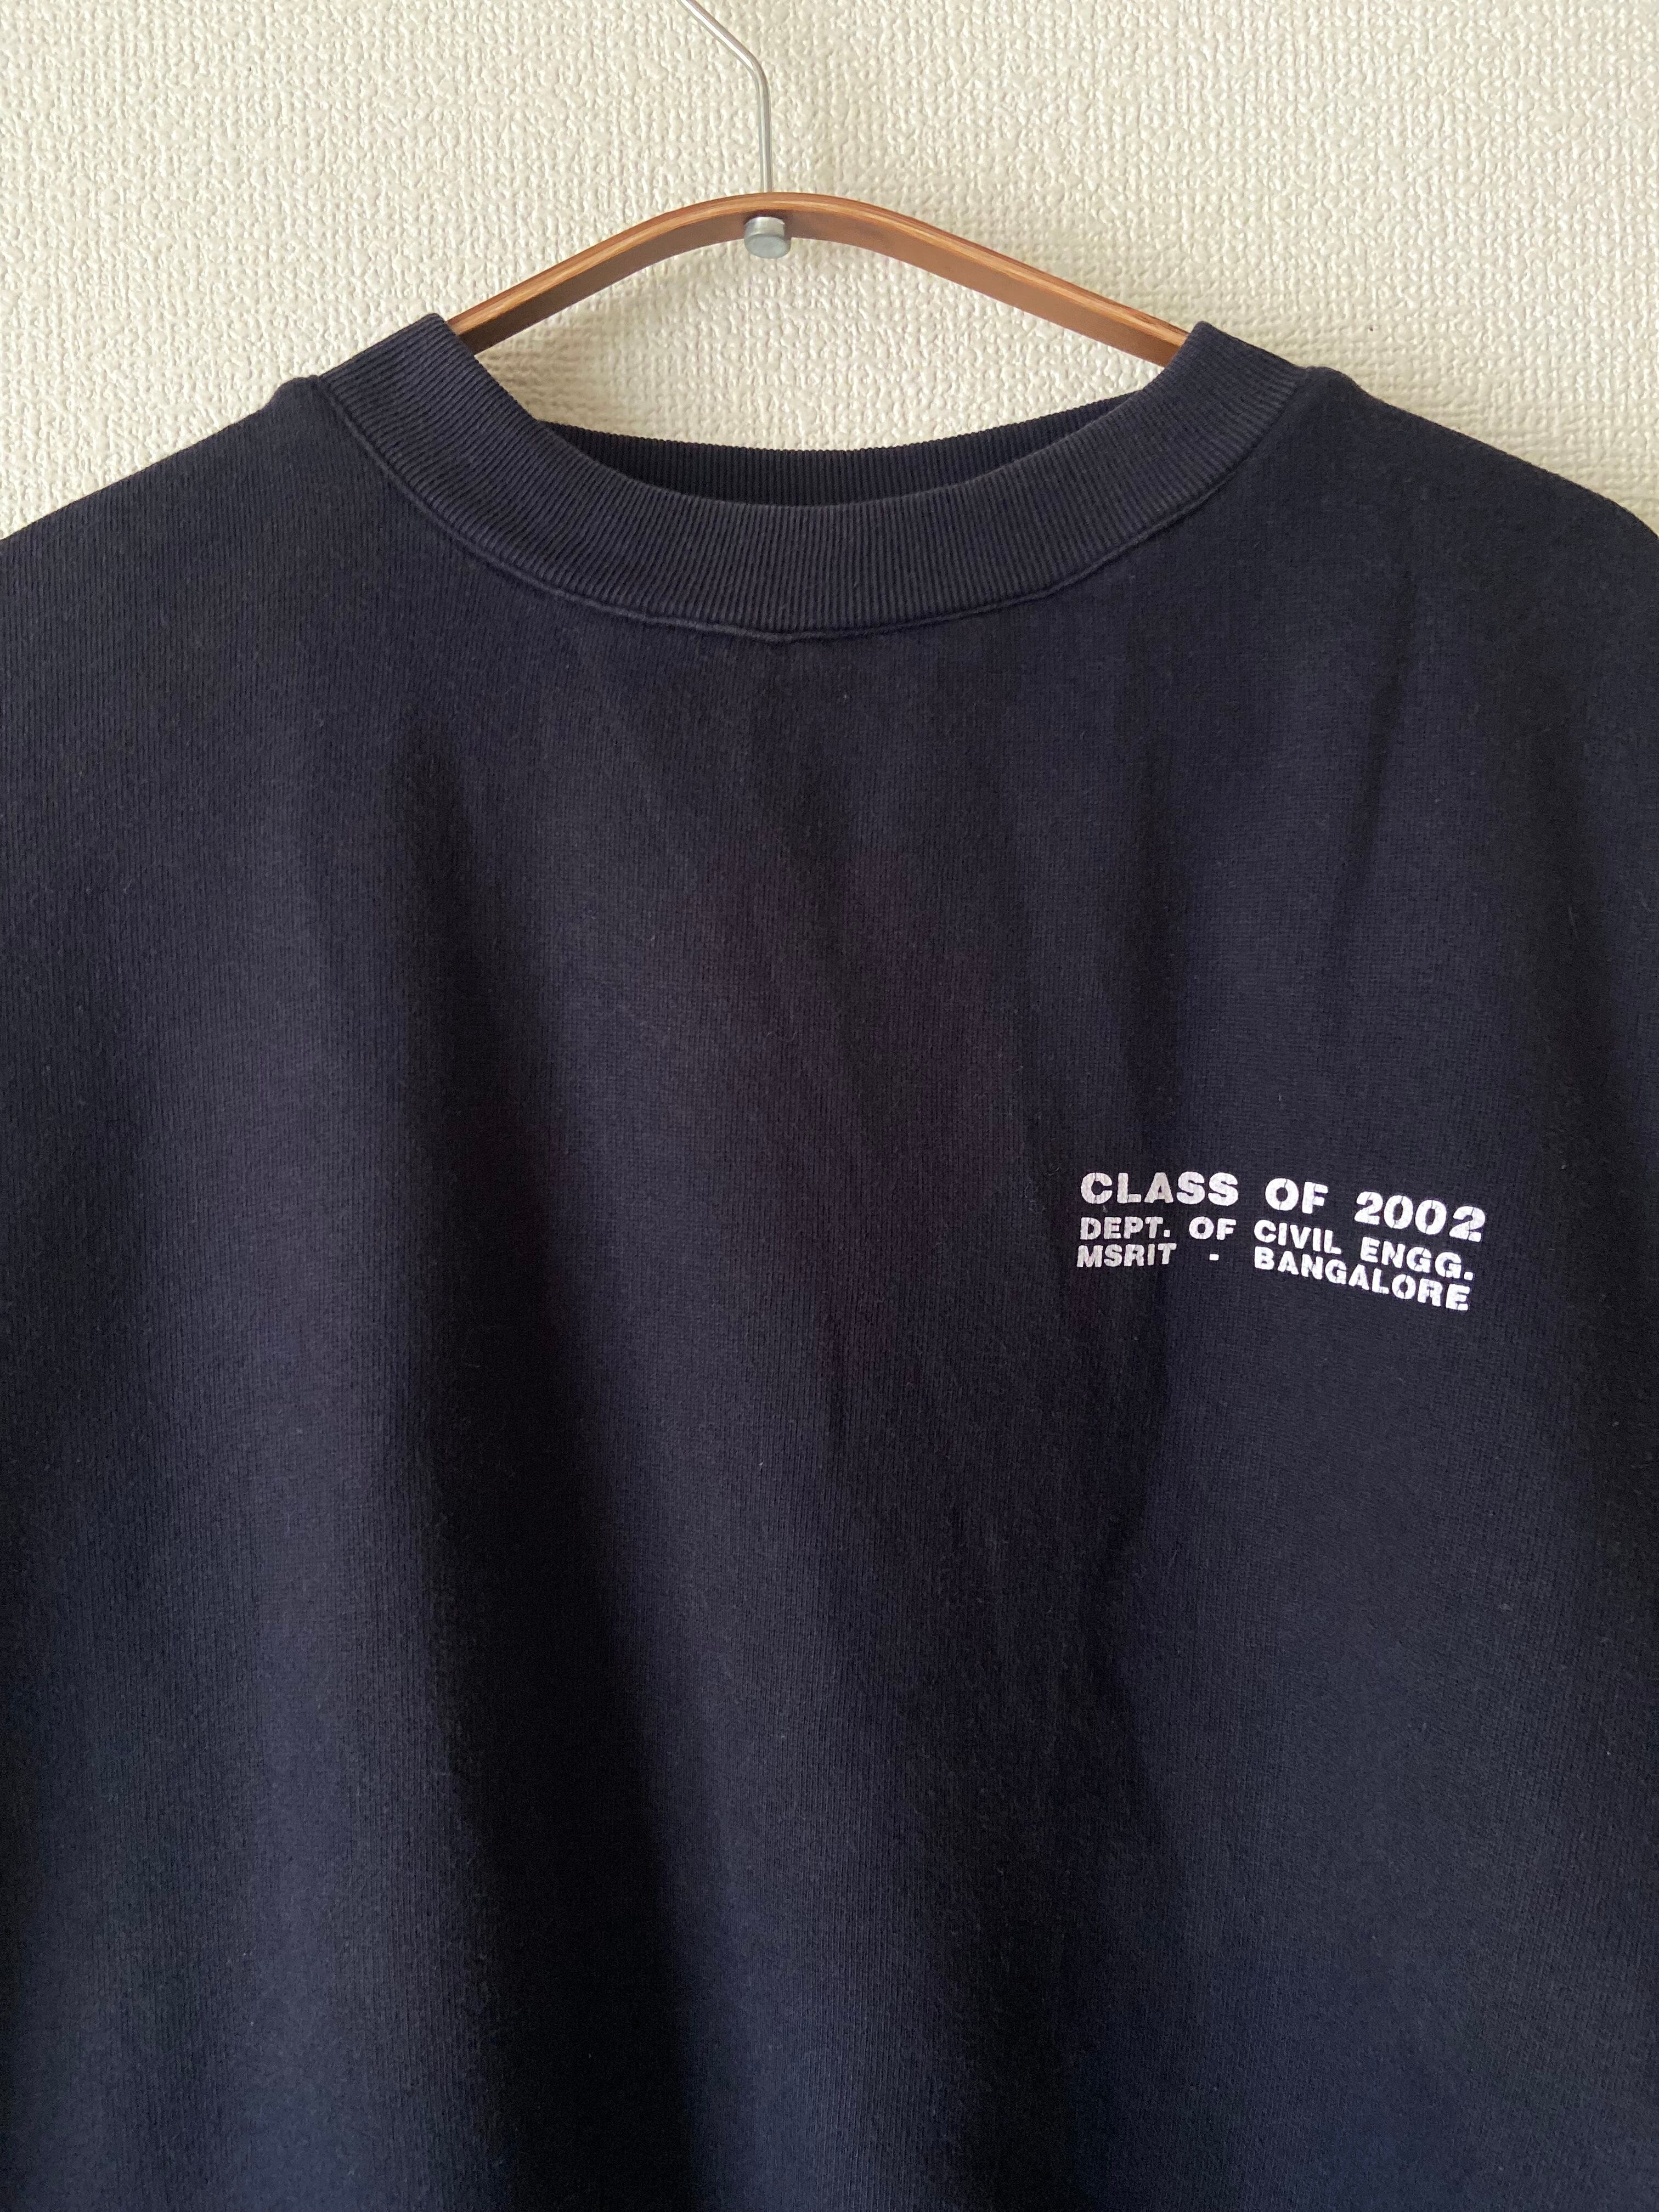 CLASS OF 2002
DEPT. OF CIVIL ENGG.
MSRIT - BANGALORE